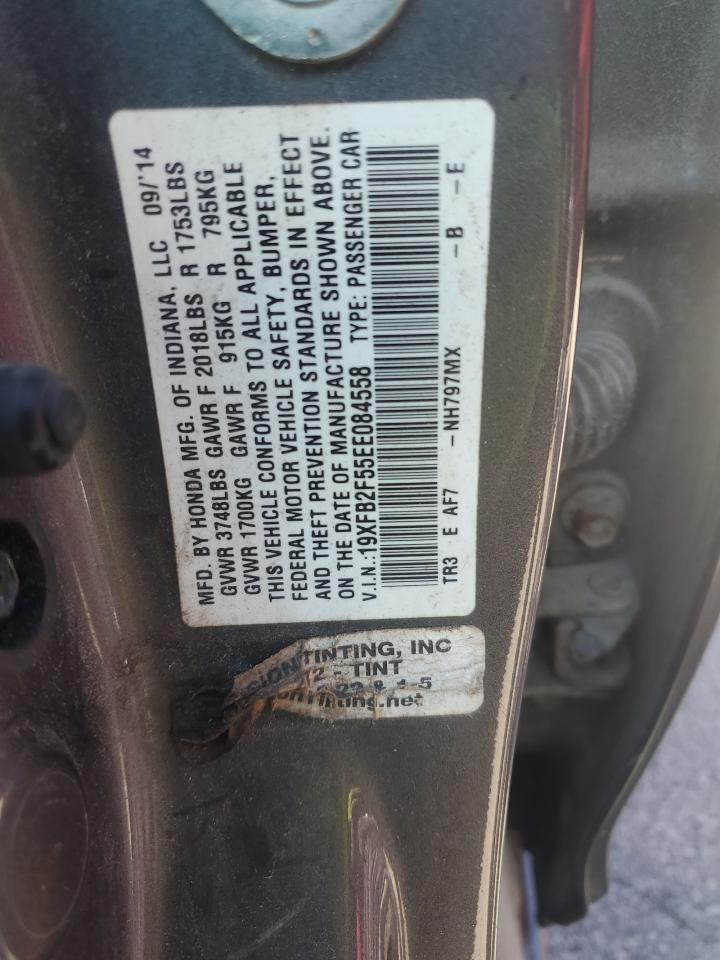 MFD. BY HONDA MFG. OF INDIANA, LLC 09/'14
GVWR 3748LBS GAWR F 2018LBS R 1753LBS
GVWR 1700KG GAWR F 915KG R 795KG
THIS VEHICLE CONFORMS TO ALL APPLICABLE
FEDERAL MOTOR VEHICLE SAFETY, BUMPER,
AND THEFT PREVENTION STANDARDS IN EFFECT
ON THE DATE OF MANUFACTURE SHOWN ABOVE.
V.I.N.:19XFB2F55EE084558 TYPE: PASSENGER CAR
TR3 E AF7 -NH797MX -B -E
TINTING, INC
- TINT